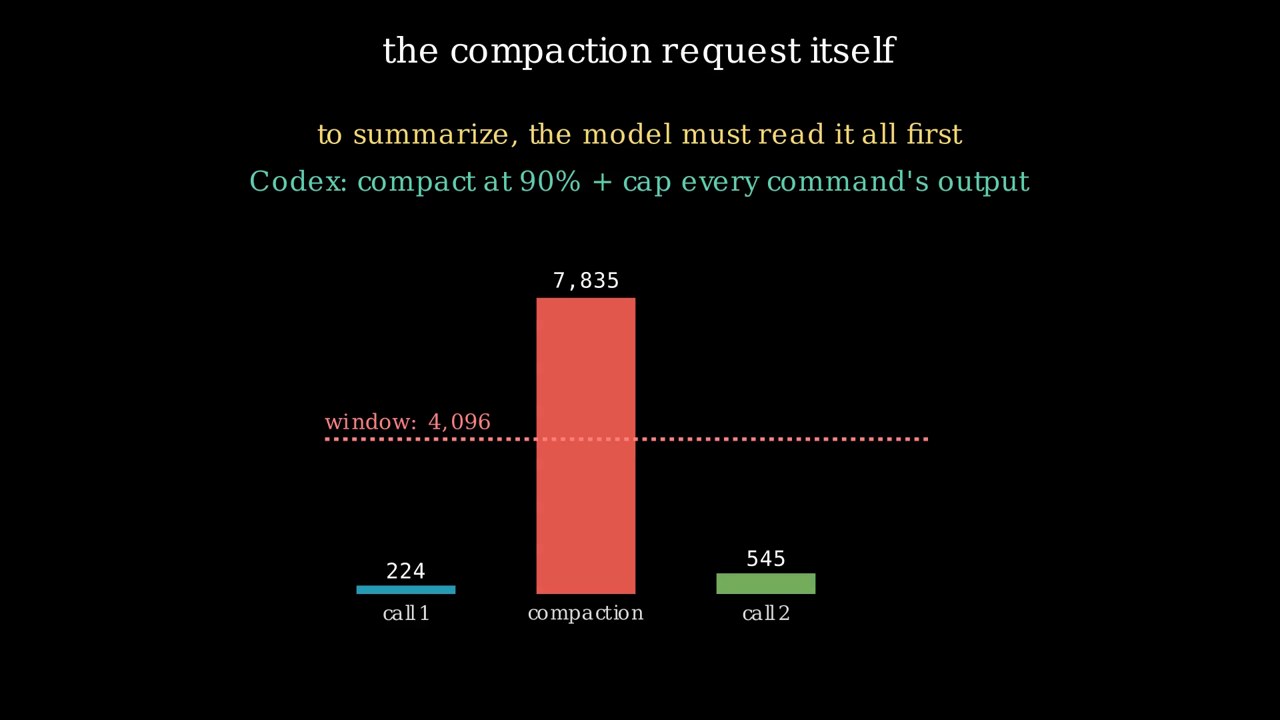 the compaction request itself
to summarize, the model must read it all first
Codex: compact at 90% + cap every command's output
7,835
window: 4,096
224
545
call 1
compaction
call 2